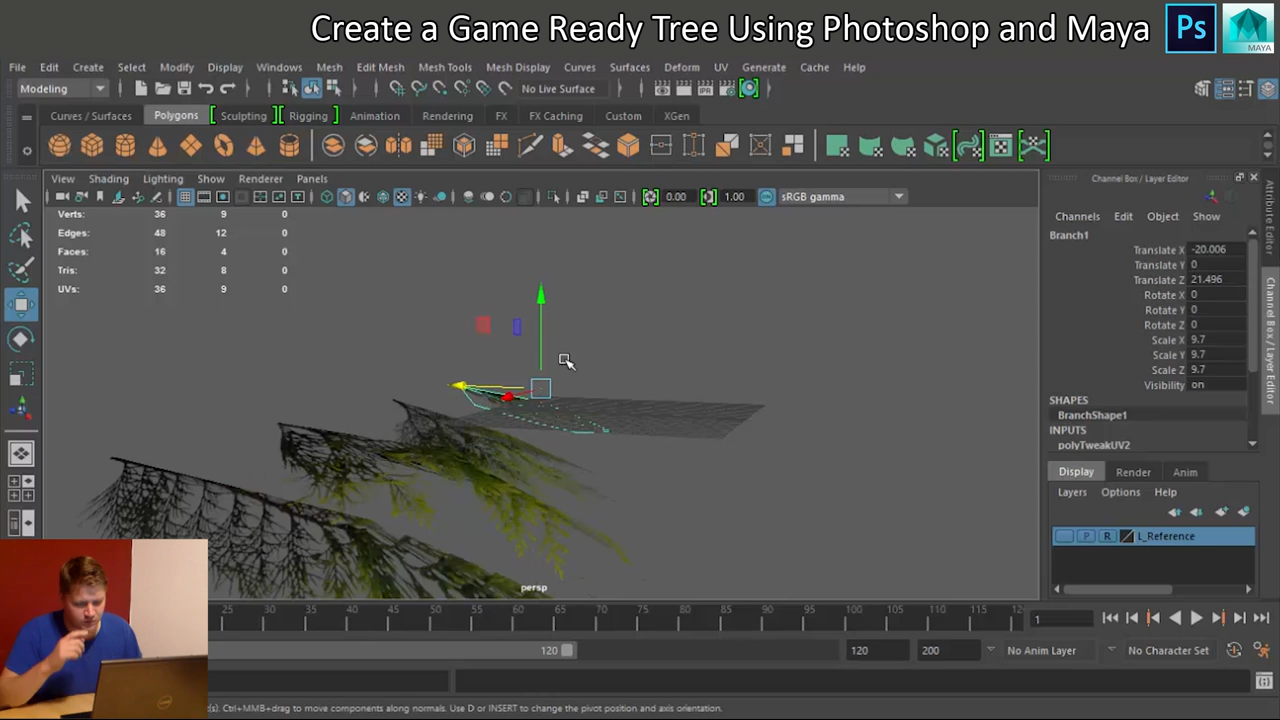 Create a Game Ready Tree Using Photoshop and Maya
Ps
MAYA
File Edit Create Select Modify Display Windows Mesh Edit Mesh Mesh Tools Mesh Display Curves Surfaces Deform UV Generate Cache Help
Modeling
No Live Surface
Curves / Surfaces Polygons Sculpting Rigging Animation Rendering FX FX Caching Custom XGen
View Shading Lighting Show Renderer Panels
0.00 1.00 sRGB gamma
Verts: 36 9 0
Edges: 48 12 0
Faces: 16 4 0
Tris: 32 8 0
UVs: 36 9 0
persp
Channel Box / Layer Editor
Channels Edit Object Show
Branch1
Translate X -20.006
Translate Y 0
Translate Z 21.496
Rotate X 0
Rotate Y 0
Rotate Z 0
Scale X 9.7
Scale Y 9.7
Scale Z 9.7
Visibility on
SHAPES
BranchShape1
INPUTS
polyTweakUV2
Display Render Anim
Layers Options Help
P R L_Reference
Attribute Editor
Channel Box / Layer Editor
25 30 35 40 45 50 55 60 65 70 75 80 85 90 95 100 105 110 115 12
1
120 120 200 No Anim Layer No Character Set
(s). Ctrl+MMB+drag to move components along normals. Use D or INSERT to change the pivot position and axis orientation.